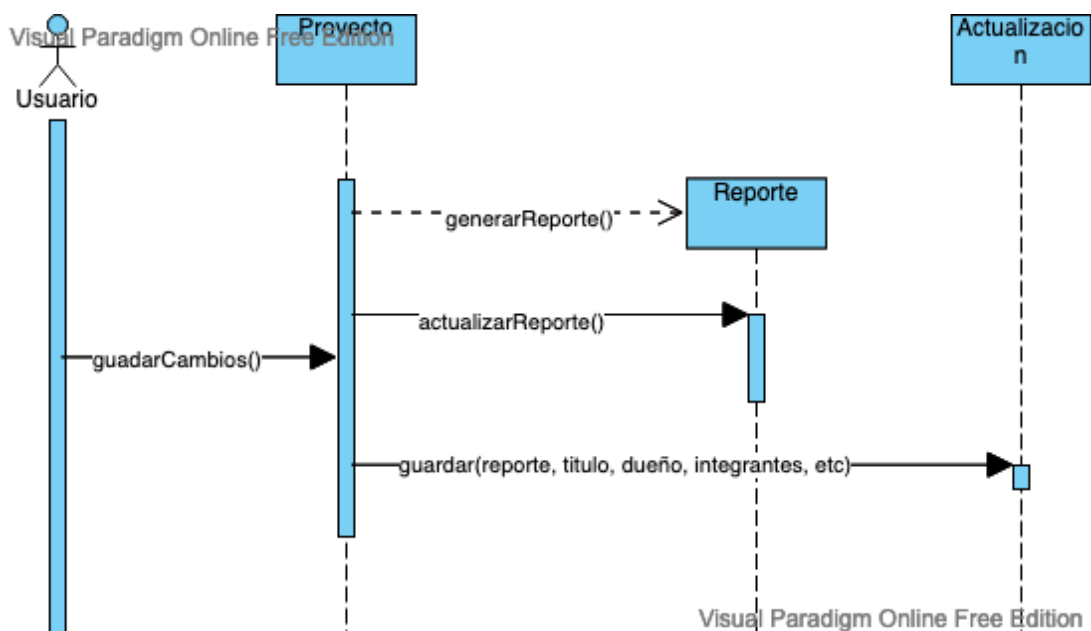 Visual Paradigm Online Free Edition
Proyecto
Actualizacio
n
Usuario
Reporte
generarReporte()
actualizarReporte()
guadarCambios()
guardar(reporte, titulo, dueño, integrantes, etc)
Visual Paradigm Online Free Edition